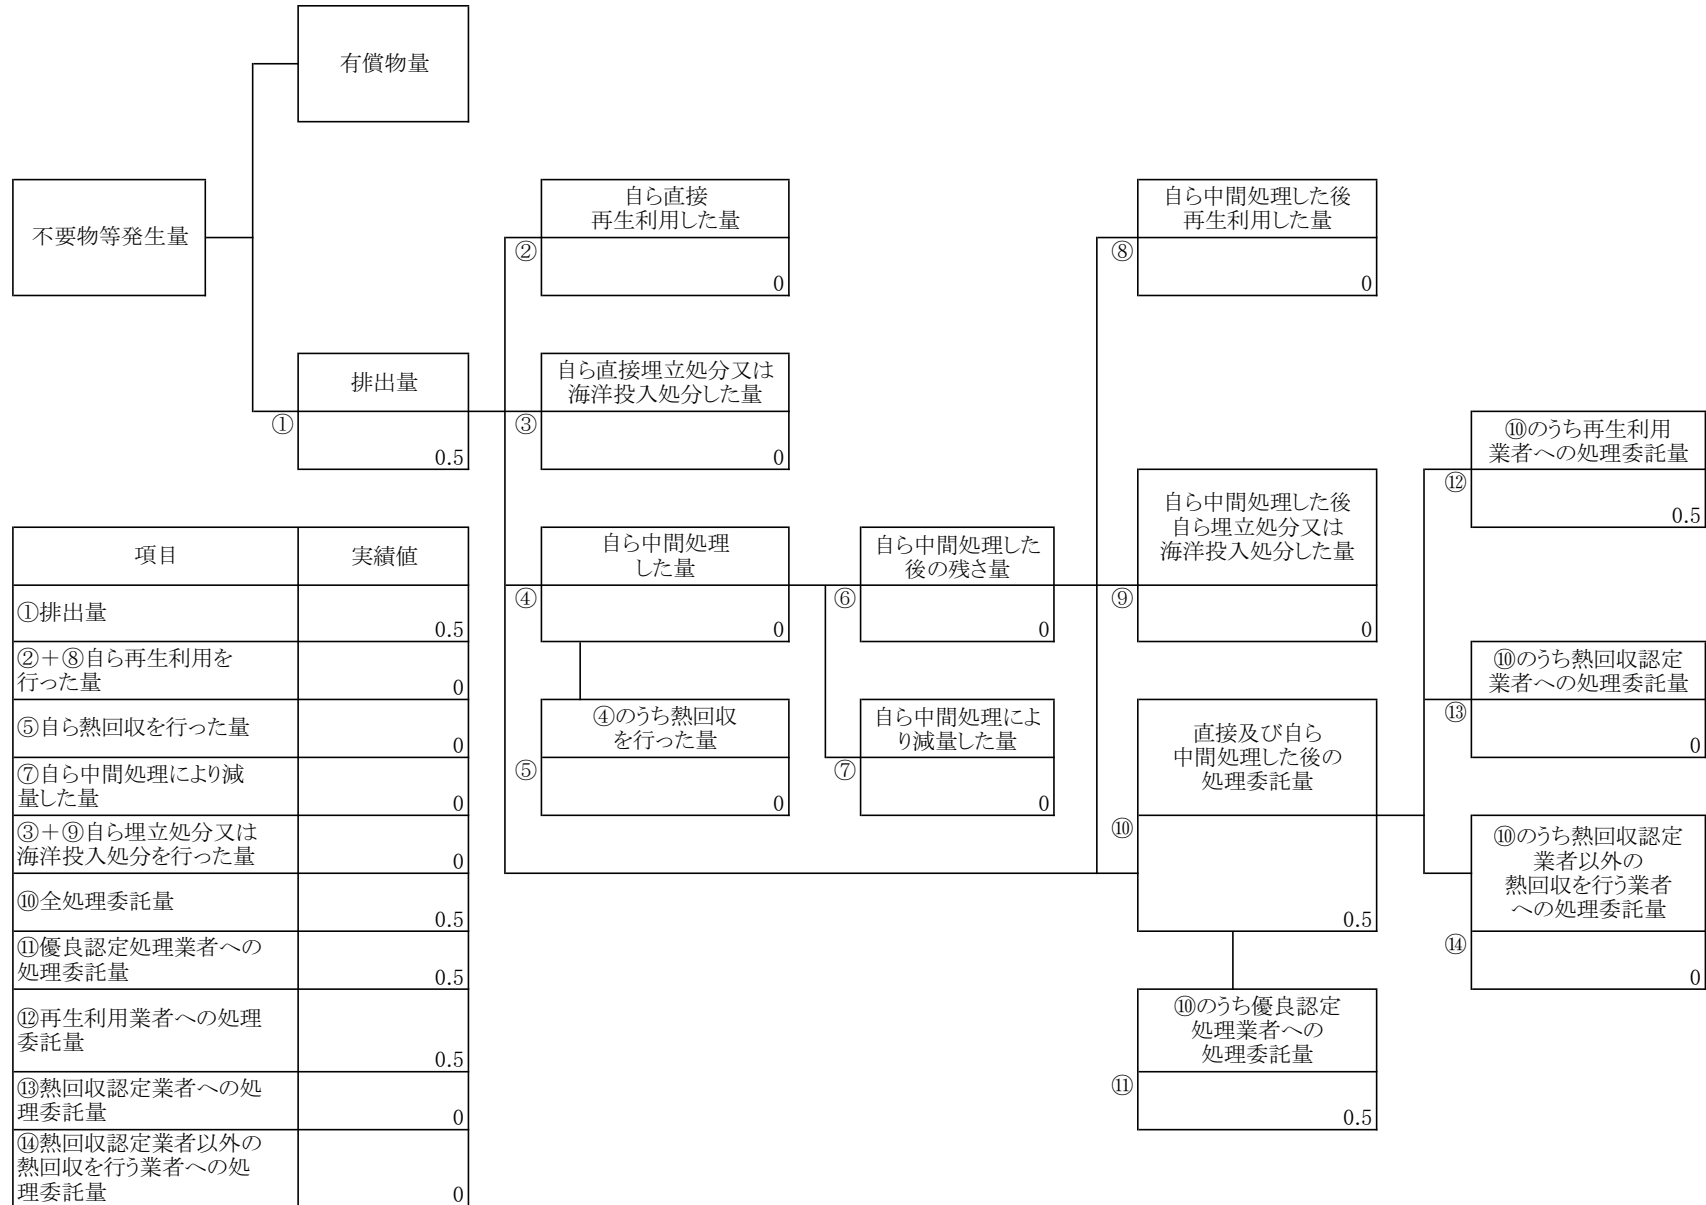 有償物量
不要物等発生量
自ら直接
再生利用した量
②
0
自ら中間処理した後
再生利用した量
⑧
0
排出量
①
0.5
自ら直接埋立処分又は
海洋投入処分した量
③
0
⑩のうち再生利用
業者への処理委託量
⑫
0.5
自ら中間処理
した量
④
0
自ら中間処理した
後の残さ量
⑥
0
自ら中間処理した後
自ら埋立処分又は
海洋投入処分した量
⑨
0
⑩のうち熱回収認定
業者への処理委託量
⑬
0
④のうち熱回収
を行った量
⑤
0
自ら中間処理によ
り減量した量
⑦
0
直接及び自ら
中間処理した後の
処理委託量
⑩
0.5
⑩のうち熱回収認定
業者以外の
熱回収を行う業者
への処理委託量
⑭
0
⑩のうち優良認定
処理業者への
処理委託量
⑪
0.5
項目 実績値
①排出量 0.5
②+⑧自ら再生利用を
行った量 0
⑤自ら熱回収を行った量 0
⑦自ら中間処理により減
量した量 0
③+⑨自ら埋立処分又は
海洋投入処分を行った量 0
⑩全処理委託量 0.5
⑪優良認定処理業者への
処理委託量 0.5
⑫再生利用業者への処理
委託量 0.5
⑬熱回収認定業者への処
理委託量 0
⑭熱回収認定業者以外の
熱回収を行う業者への処
理委託量 0